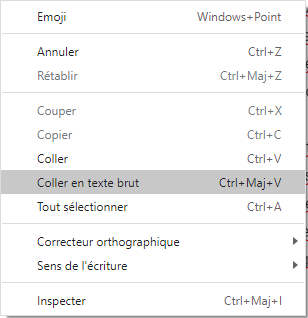 Emoji Windows+Point
Annuler Ctrl+Z
Rétablir Ctrl+Maj+Z
Couper Ctrl+X
Copier Ctrl+C
Coller Ctrl+V
Coller en texte brut Ctrl+Maj+V
Tout sélectionner Ctrl+A
Correcteur orthographique
Sens de l'écriture
Inspecter Ctrl+Maj+I